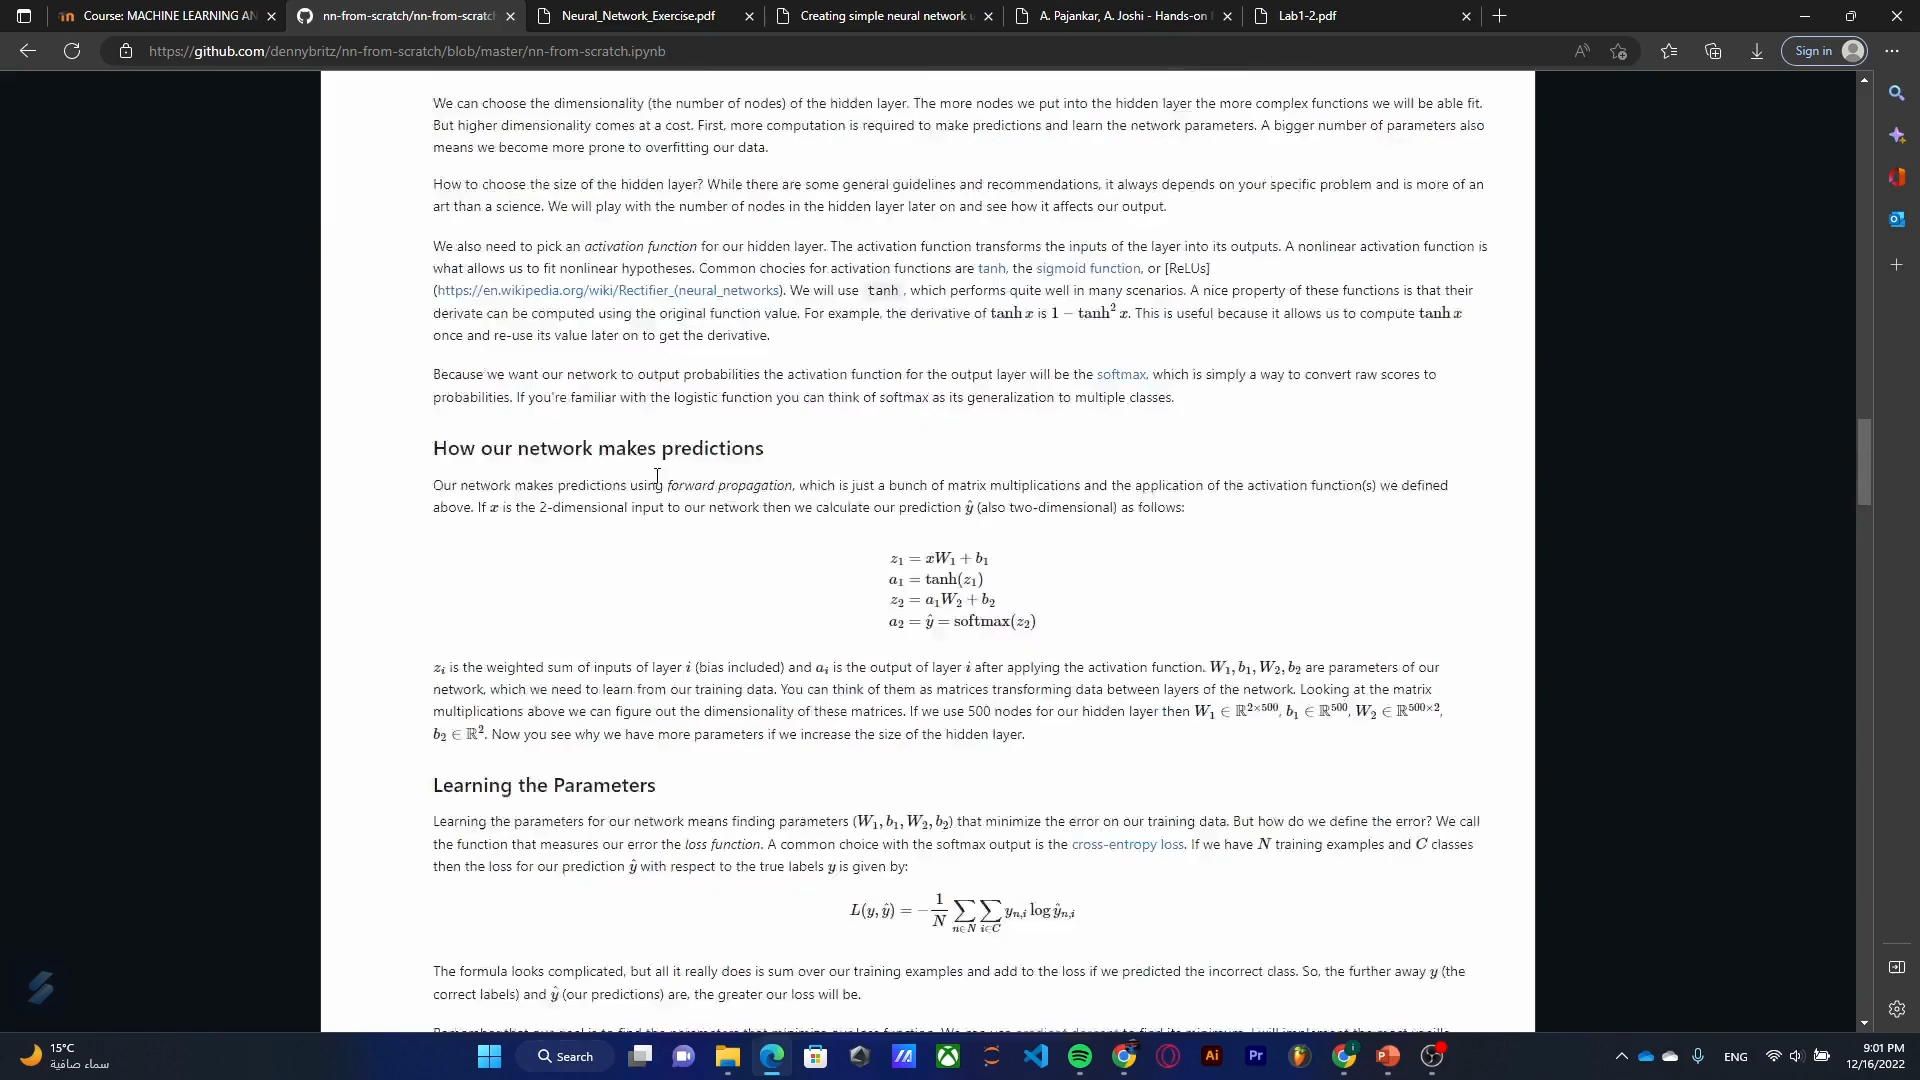 Course: MACHINE LEARNING AN
nn-from-scratch/nn-from-scratch
Neural_Network_Exercise.pdf
Creating simple neural network u
A. Pajankar, A. Joshi - Hands-on
Lab1-2.pdf
https://github.com/dennybritz/nn-from-scratch/blob/master/nn-from-scratch.ipynb
Sign in
We can choose the dimensionality (the number of nodes) of the hidden layer. The more nodes we put into the hidden layer the more complex functions we will be able fit.
But higher dimensionality comes at a cost. First, more computation is required to make predictions and learn the network parameters. A bigger number of parameters also
means we become more prone to overfitting our data.
How to choose the size of the hidden layer? While there are some general guidelines and recommendations, it always depends on your specific problem and is more of an
art than a science. We will play with the number of nodes in the hidden layer later on and see how it affects our output.
We also need to pick an activation function for our hidden layer. The activation function transforms the inputs of the layer into its outputs. A nonlinear activation function is
what allows us to fit nonlinear hypotheses. Common chocies for activation functions are tanh, the sigmoid function, or [ReLUs]
(https://en.wikipedia.org/wiki/Rectifier_(neural_networks). We will use tanh, which performs quite well in many scenarios. A nice property of these functions is that their
derivate can be computed using the original function value. For example, the derivative of tanh x is 1 − tanh² x. This is useful because it allows us to compute tanh x
once and re-use its value later on to get the derivative.
Because we want our network to output probabilities the activation function for the output layer will be the softmax, which is simply a way to convert raw scores to
probabilities. If you're familiar with the logistic function you can think of softmax as its generalization to multiple classes.
How our network makes predictions
Our network makes predictions using forward propagation, which is just a bunch of matrix multiplications and the application of the activation function(s) we defined
above. If x is the 2-dimensional input to our network then we calculate our prediction ŷ (also two-dimensional) as follows:
z₁ = xW₁ + b₁
a₁ = tanh(z₁)
z₂ = a₁W₂ + b₂
a₂ = ŷ = softmax(z₂)
zᵢ is the weighted sum of inputs of layer i (bias included) and aᵢ is the output of layer i after applying the activation function. W₁, b₁, W₂, b₂ are parameters of our
network, which we need to learn from our training data. You can think of them as matrices transforming data between layers of the network. Looking at the matrix
multiplications above we can figure out the dimensionality of these matrices. If we use 500 nodes for our hidden layer then W₁ ∈ ℝ²ˣ⁵⁰⁰, b₁ ∈ ℝ⁵⁰⁰, W₂ ∈ ℝ⁵⁰⁰ˣ²,
b₂ ∈ ℝ². Now you see why we have more parameters if we increase the size of the hidden layer.
Learning the Parameters
Learning the parameters for our network means finding parameters (W₁, b₁, W₂, b₂) that minimize the error on our training data. But how do we define the error? We call
the function that measures our error the loss function. A common choice with the softmax output is the cross-entropy loss. If we have N training examples and C classes
then the loss for our prediction ŷ with respect to the true labels y is given by:
L(y, ŷ) = − 1/N ∑n∈N ∑i∈C yn,i log ŷn,i
The formula looks complicated, but all it really does is sum over our training examples and add to the loss if we predicted the incorrect class. So, the further away y (the
correct labels) and ŷ (our predictions) are, the greater our loss will be.
15°C
سماء صافية
Search
Ai
Pr
ENG
9:01 PM
12/16/2022